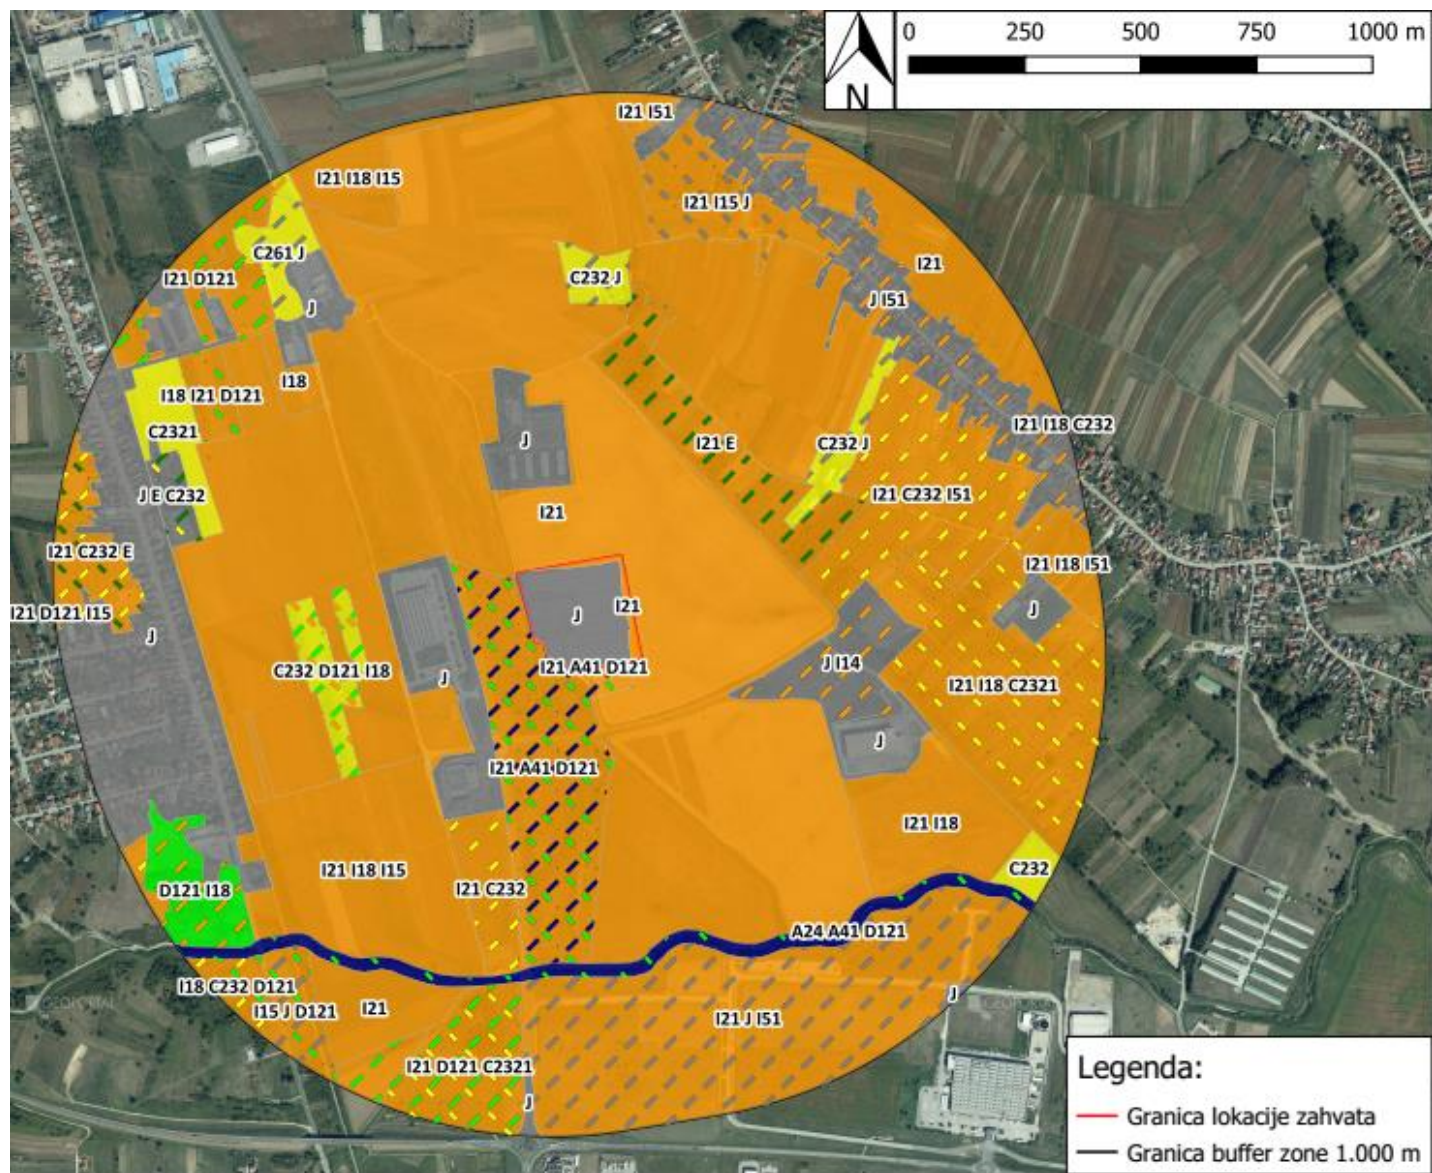 0 250 500 750 1000 m
N
I21 I51
I21 I18 I15
I21 I15 J
C261 J
I21
I21 D121
C232 J
J I51
J
I18
I18 I21 D121
I21 I18 C232
C2321
J
I21 E
C232 J
J E C232
I21 C232 I51
I21
I21 C232 E
I21 I18 I51
I21 D121 I15
J
I21
J
J
I21 A41 D121
J I14
C232 D121 I18
J
I21 I18 C2321
J
I21 A41 D121
I21 I18
I21 I18 I15
C232
D121 I18
I21 C232
A24 A41 D121
I18 C232 D121
J
I15 J D121
I21
I21 J I51
I21 D121 C2321
J
Legenda:
Granica lokacije zahvata
Granica buffer zone 1.000 m